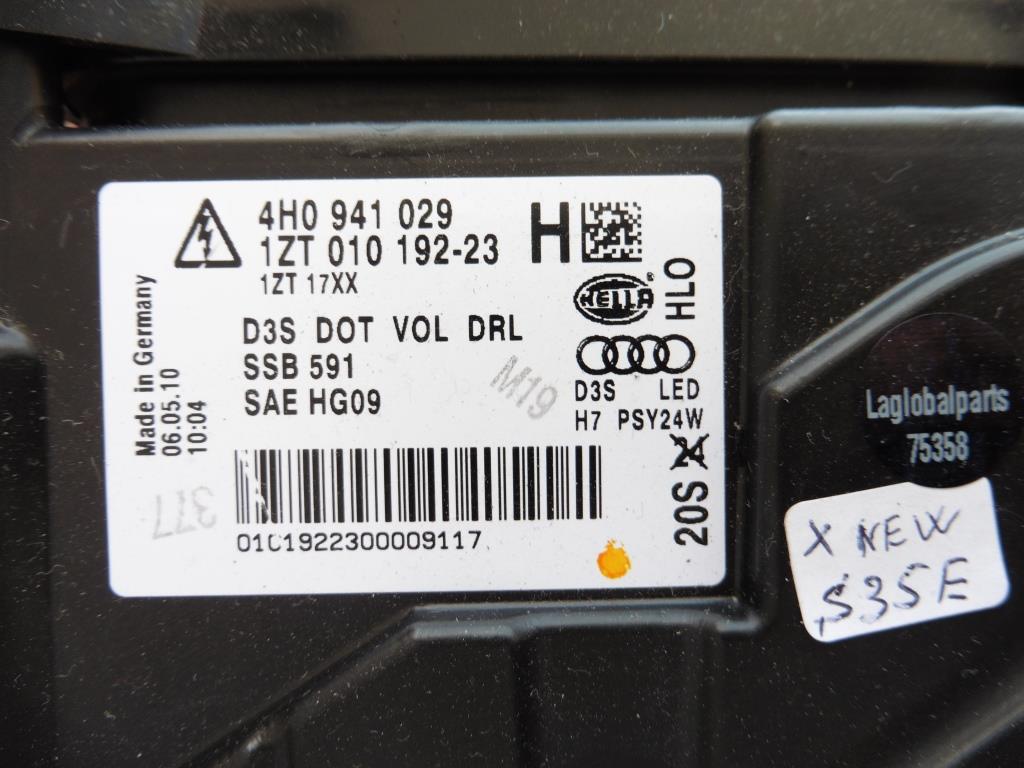 4H0 941 029
1ZT 010 192-23
1ZT 17XX
H
HELLA
®
HLO
D3S DOT VOL DRL
SSB 591
SAE HG09
M19
D3S LED
H7 PSY24W
Made in Germany
06.05.10
10:04
377
01C1922300009117
20S
Laglobalparts
75358
X NEW
S35E